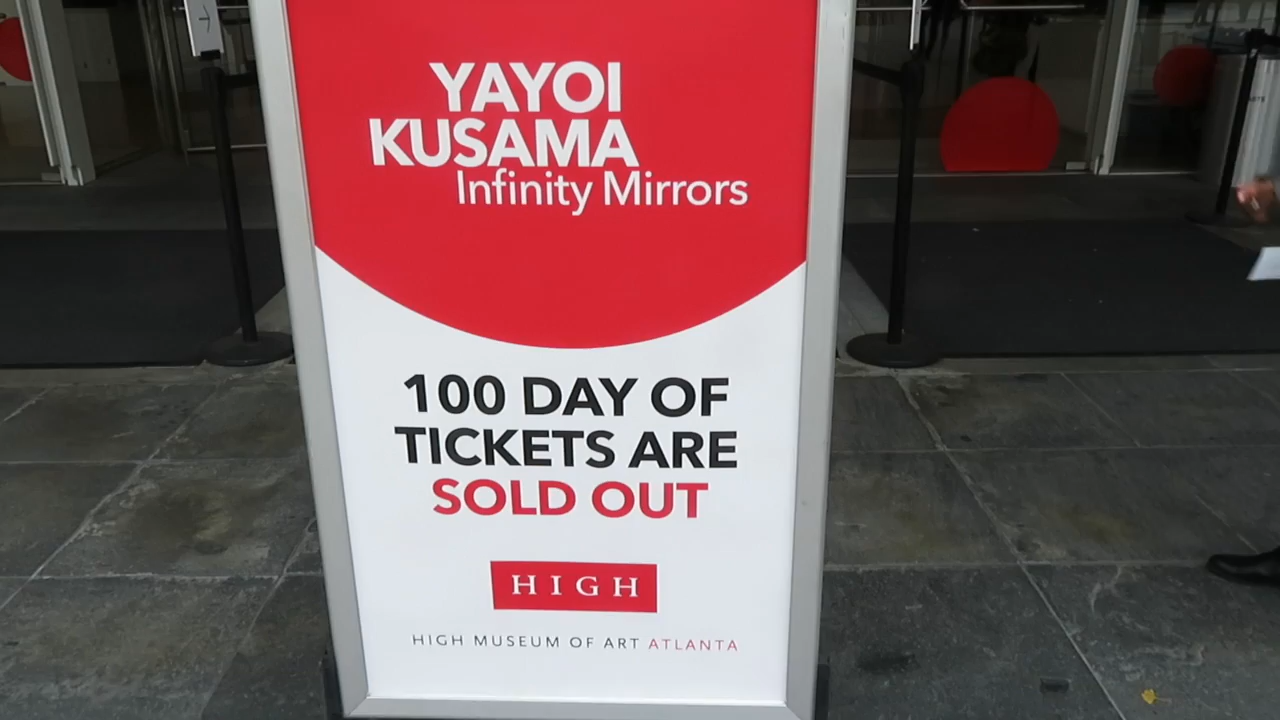 YAYOI
KUSAMA
Infinity Mirrors
100 DAY OF
TICKETS ARE
SOLD OUT
HIGH
HIGH MUSEUM OF ART ATLANTA